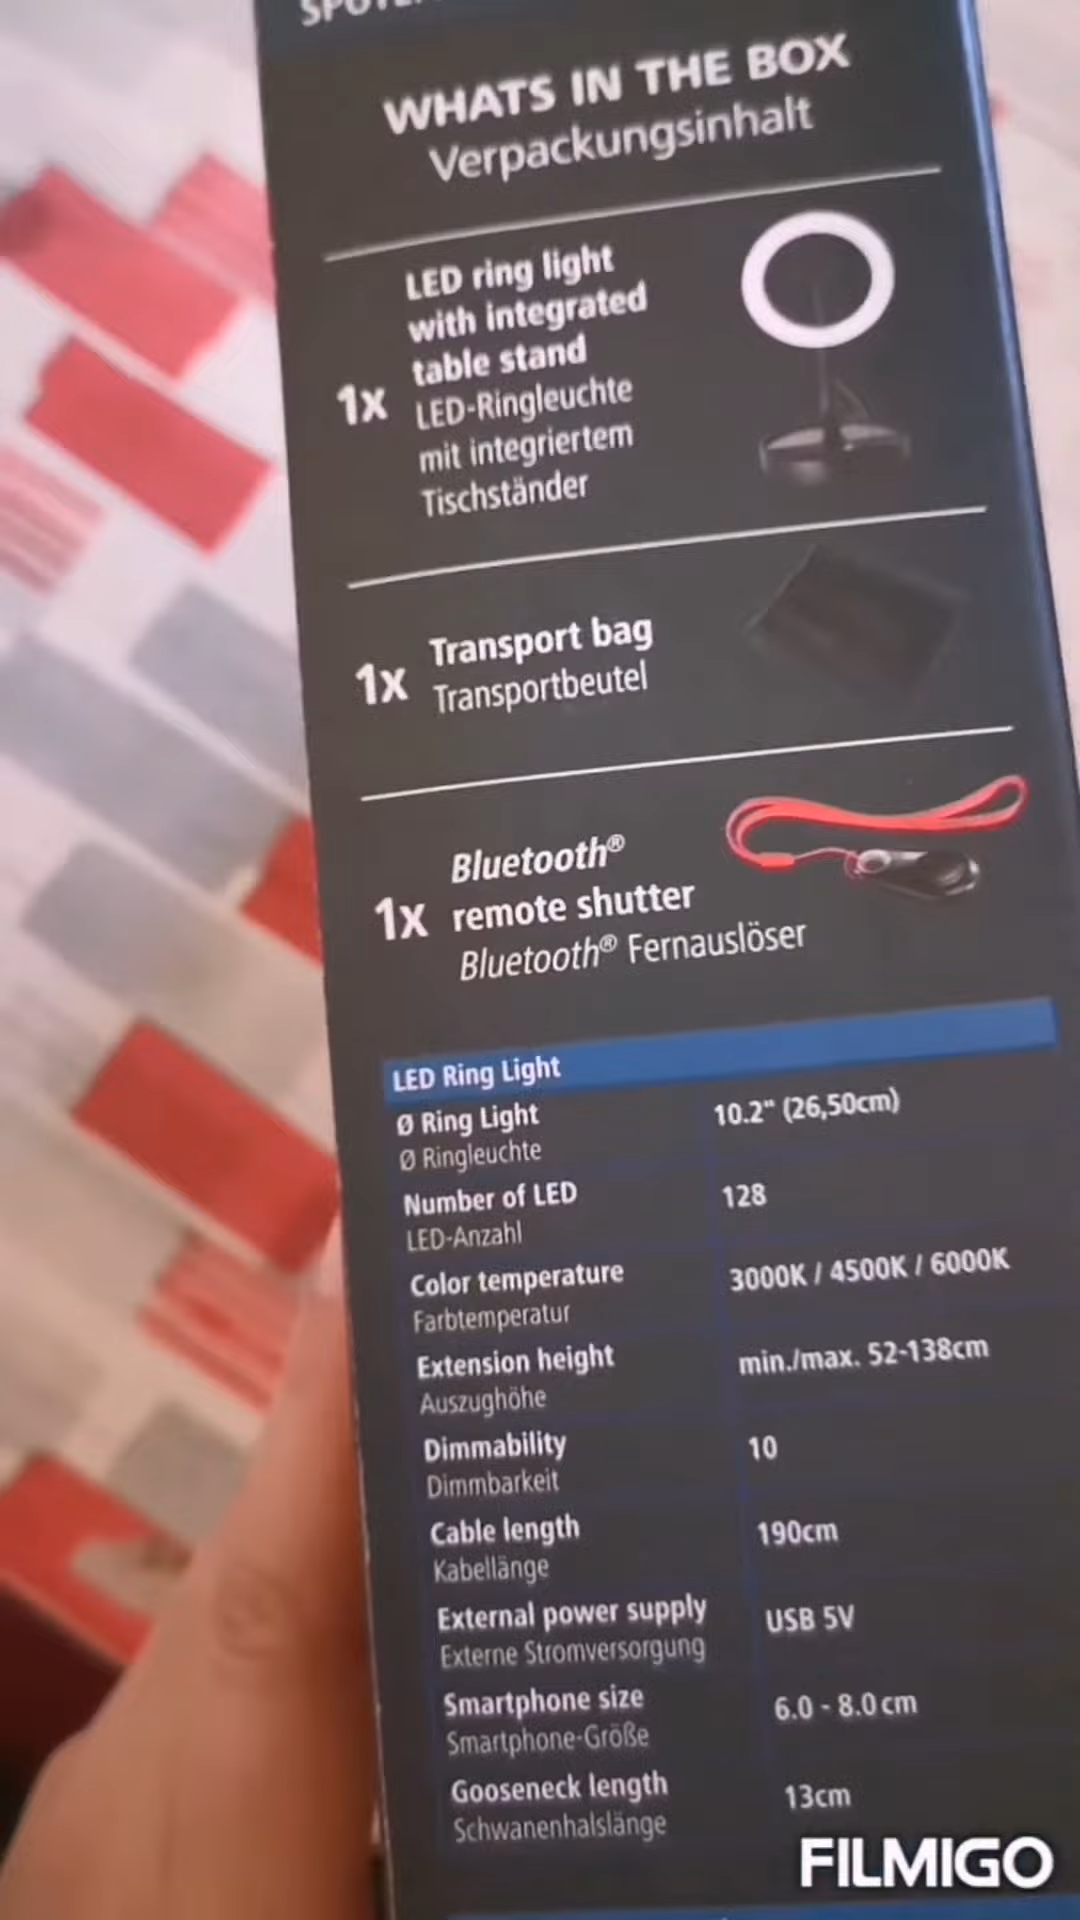 WHATS IN THE BOX
Verpackungsinhalt
LED ring light
with integrated
table stand
1x
LED-Ringleuchte
mit integriertem
Tischständer
1x
Transport bag
Transportbeutel
Bluetooth®
1x remote shutter
Bluetooth® Fernauslöser
LED Ring Light
Ø Ring Light 10.2" (26,50cm)
Ø Ringleuchte
Number of LED 128
LED-Anzahl
Color temperature 3000K / 4500K / 6000K
Farbtemperatur
Extension height min./max. 52-138cm
Auszughöhe
Dimmability 10
Dimmbarkeit
Cable length 190cm
Kabellänge
External power supply USB 5V
Externe Stromversorgung
Smartphone size 6.0 - 8.0 cm
Smartphone-Größe
Gooseneck length 13cm
Schwanenhalslänge
FILMIGO